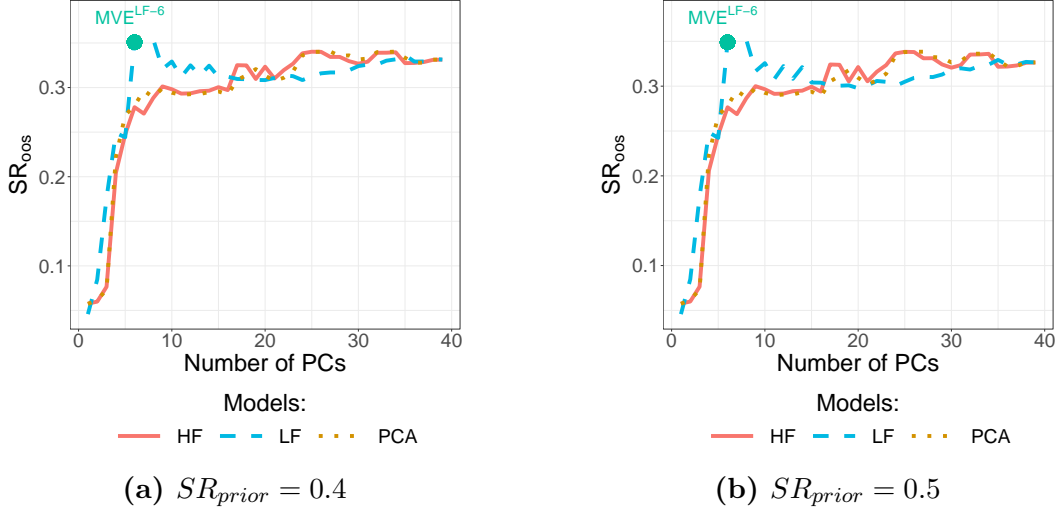 MVE^LF-6
SR_oos
0.3
0.2
0.1
0 10 20 30 40
Number of PCs
Models:
HF LF PCA
(a) SR_prior = 0.4
MVE^LF-6
SR_oos
0.3
0.2
0.1
0 10 20 30 40
Number of PCs
Models:
HF LF PCA
(b) SR_prior = 0.5